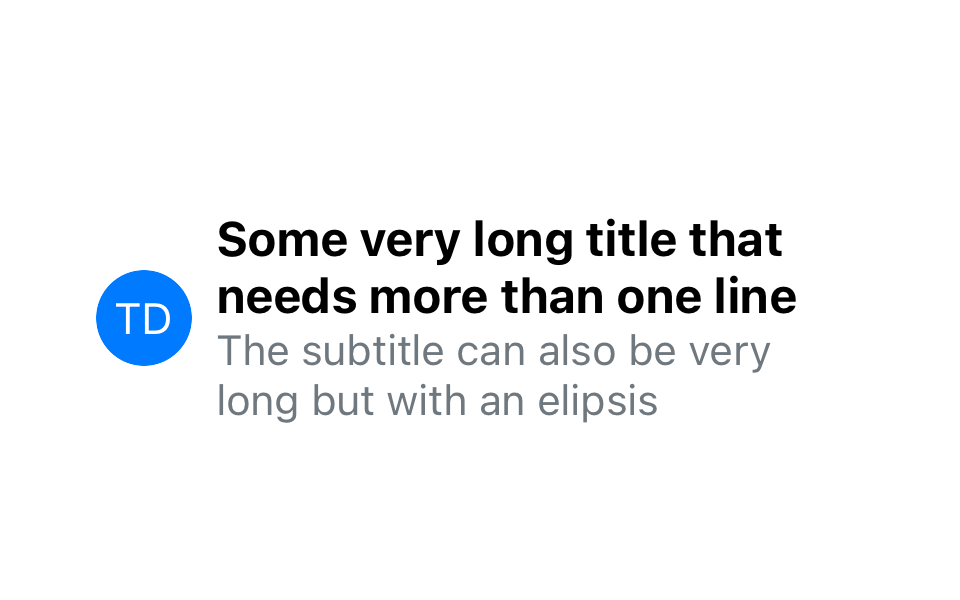 Some very long title that
needs more than one line
TD
The subtitle can also be very
long but with an elipsis